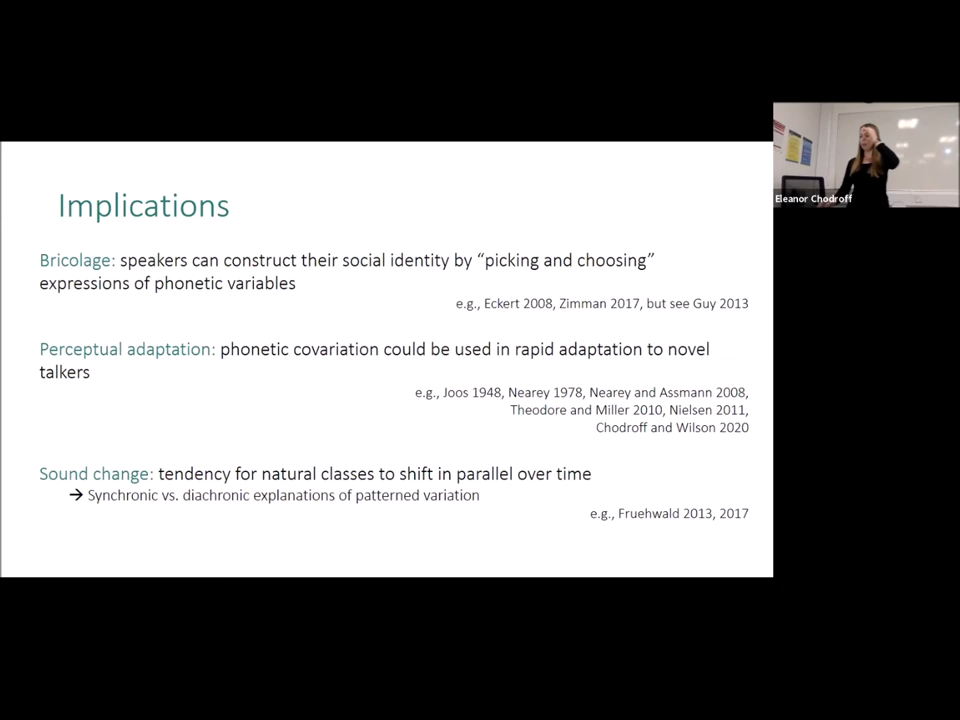 Implications
Bricolage: speakers can construct their social identity by “picking and choosing”
expressions of phonetic variables
e.g., Eckert 2008, Zimman 2017, but see Guy 2013
Perceptual adaptation: phonetic covariation could be used in rapid adaptation to novel
talkers
e.g., Joos 1948, Nearey 1978, Nearey and Assmann 2008,
Theodore and Miller 2010, Nielsen 2011,
Chodroff and Wilson 2020
Sound change: tendency for natural classes to shift in parallel over time
→ Synchronic vs. diachronic explanations of patterned variation
e.g., Fruehwald 2013, 2017
Eleanor Chodroff